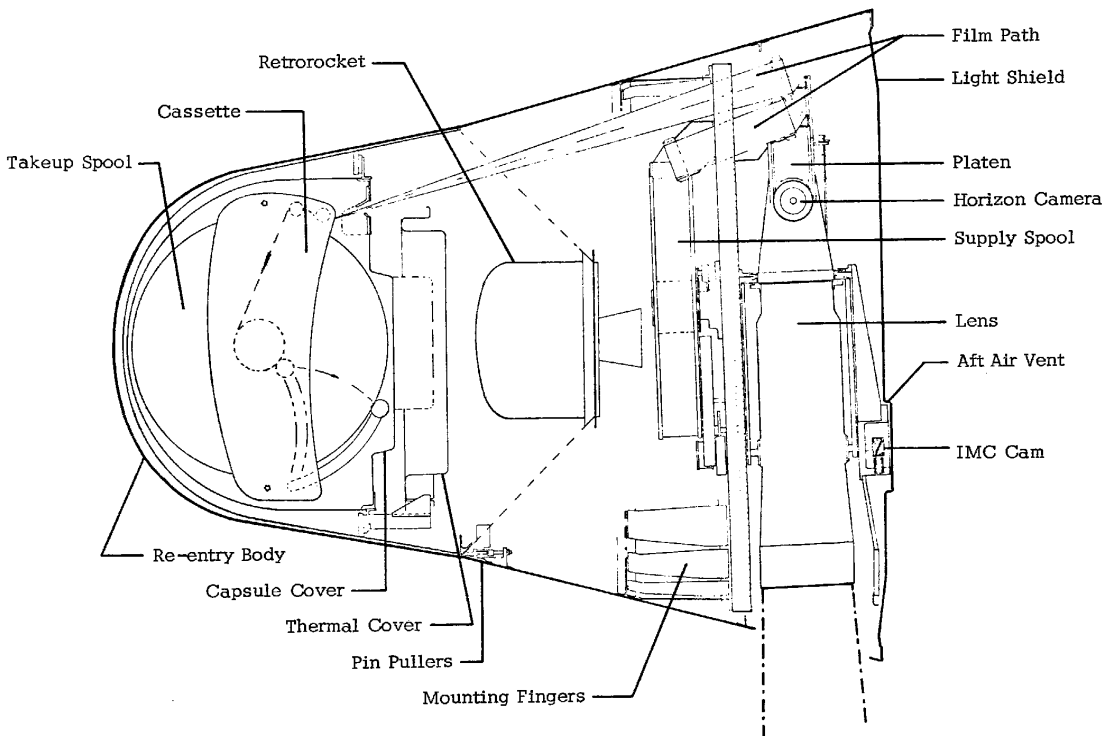 Film Path
Retrorocket
Light Shield
Cassette
Takeup Spool
Platen
Horizon Camera
Supply Spool
Lens
Aft Air Vent
IMC Cam
Re-entry Body
Capsule Cover
Thermal Cover
Pin Pullers
Mounting Fingers